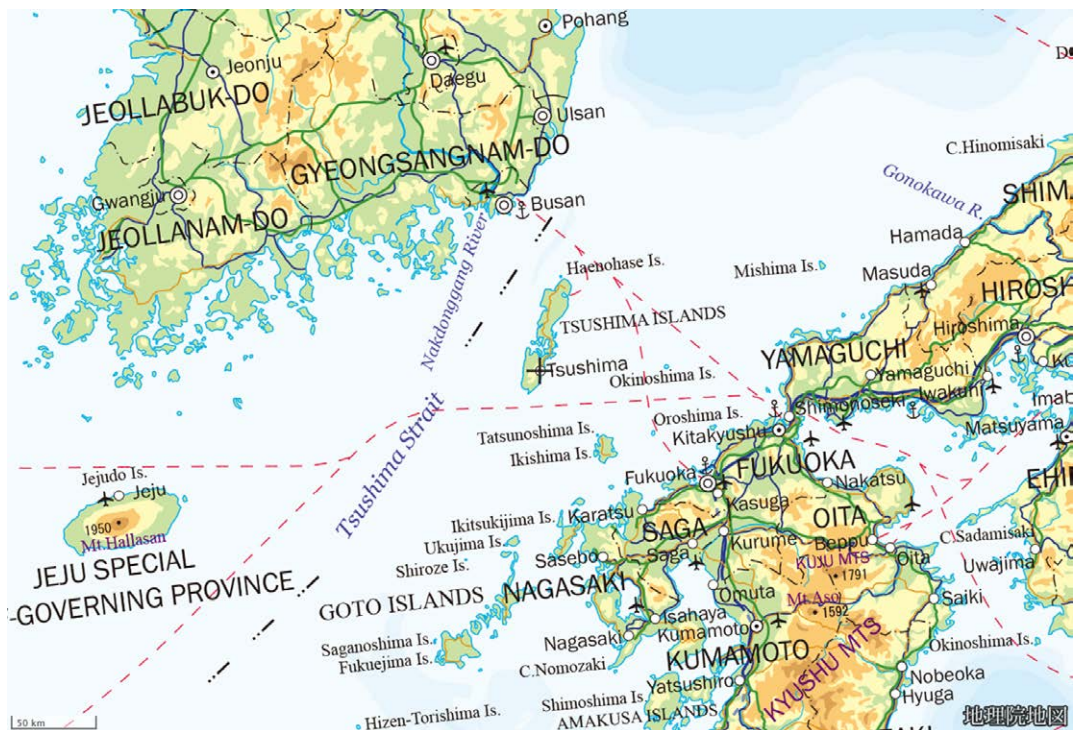 Pohang
Jeonju
Daegu
JEOLLABUK-DO
Ulsan
C.Hinomisaki
GYEONGSANGNAM-DO
Gonokawa R.
Gwangju
Busan
JEOLLANAM-DO
Hamada
Nakdonggang River
Haenohase Is.
Mishima Is.
Masuda
TSUSHIMA ISLANDS
Hiroshima
YAMAGUCHI
Tsushima
Okinoshima Is.
Yamaguchi
Iwakuni
Shimonoseki
Oroshima Is.
Tsushima Strait
Kitakyushu
Matsuyama
Tatsunoshima Is.
Ikishima Is.
FUKUOKA
Jejudo Is.
Fukuoka
Nakatsu
Jeju
Kasuga
Karatsu
1950
Ikitsukijima Is.
OITA
Mt.Hallasan
SAGA
Kurume
Beppu
C.Sadamisaki
Ukujima Is.
Sasebo
Saga
KUJU MTS
Oita
Uwajima
Shiroze Is.
JEJU SPECIAL
1791
-GOVERNING PROVINCE
NAGASAKI
Omuta
Mt.Aso
GOTO ISLANDS
1592
Saiki
Isahaya
Kumamoto
Nagasaki
Saganoshima Is.
Okinoshima Is.
Fukuejima Is.
KUMAMOTO
KYUSHU MTS
C.Nomozaki
Nobeoka
Yatsushiro
Shimoshima Is.
Hyuga
AMAKUSA ISLANDS
50 km
Hizen-Torishima Is.
地理院地図